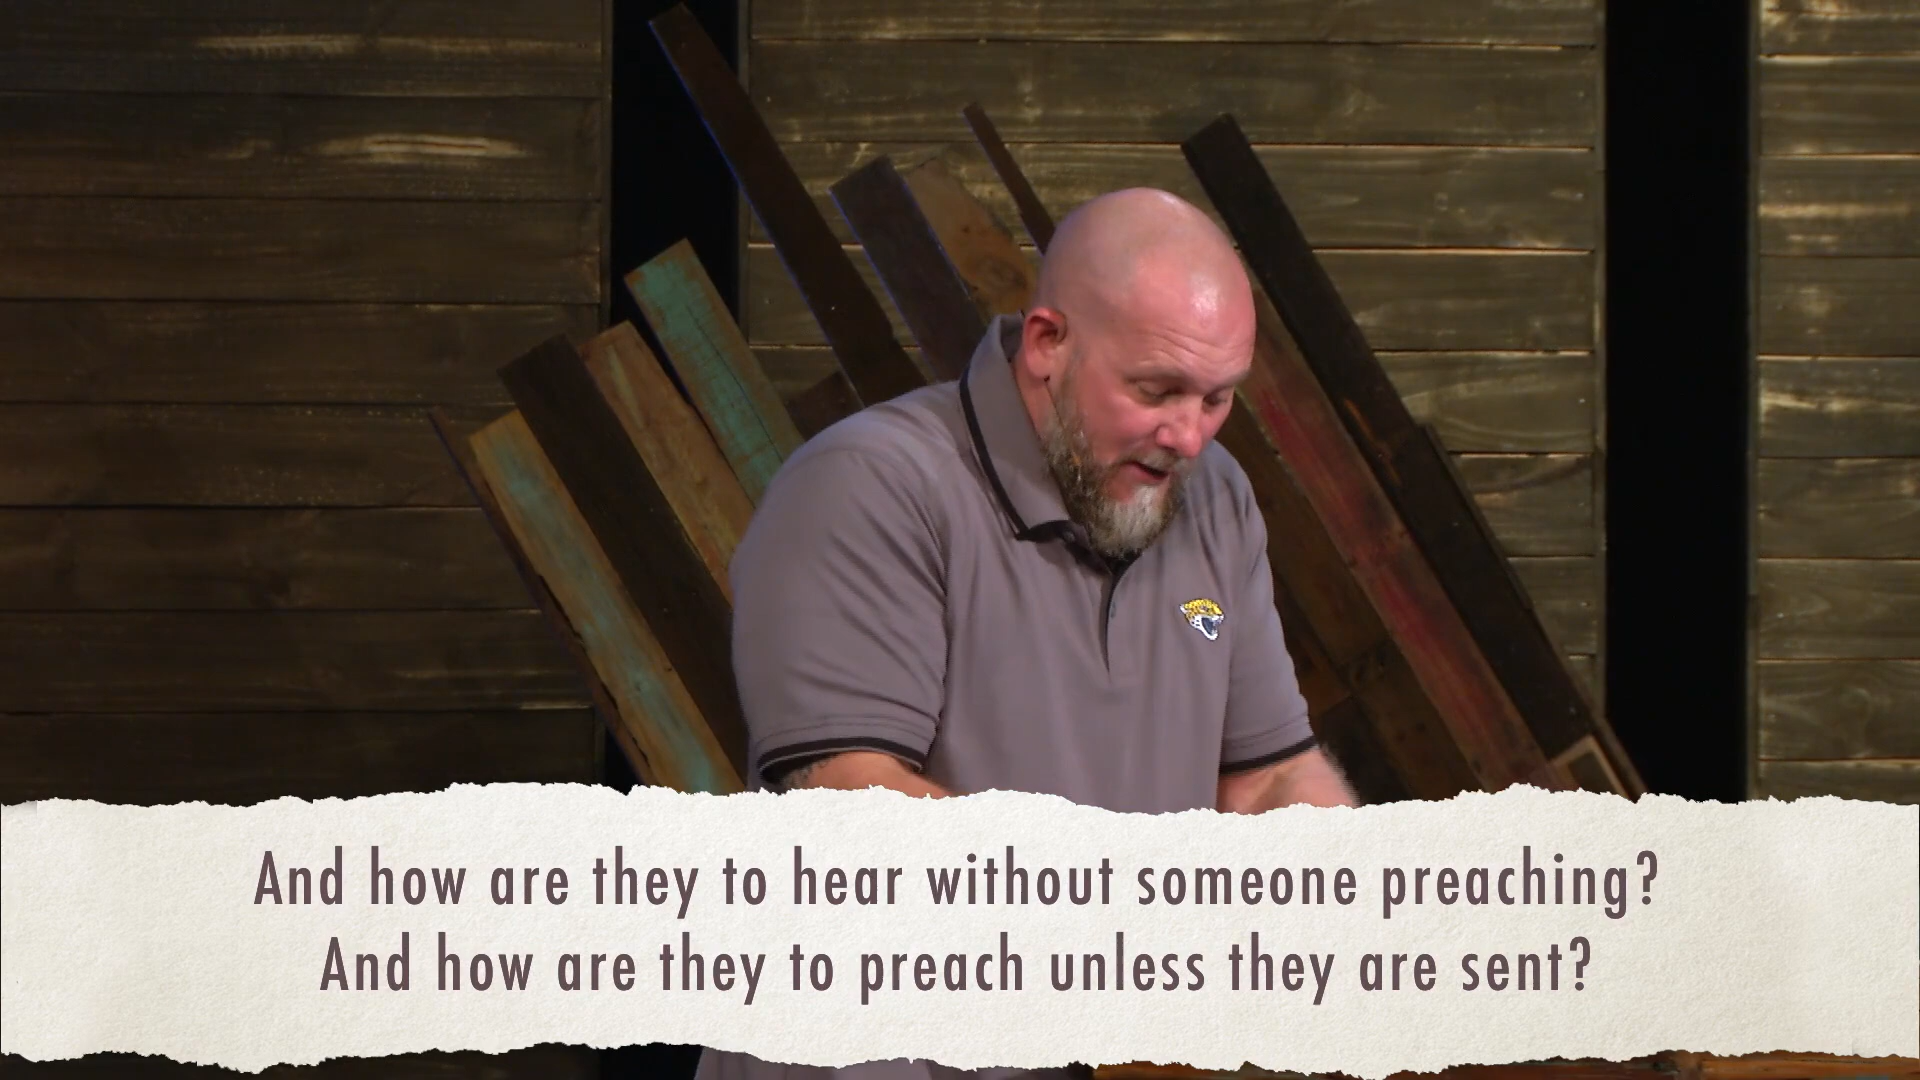 And how are they to hear without someone preaching?
And how are they to preach unless they are sent?